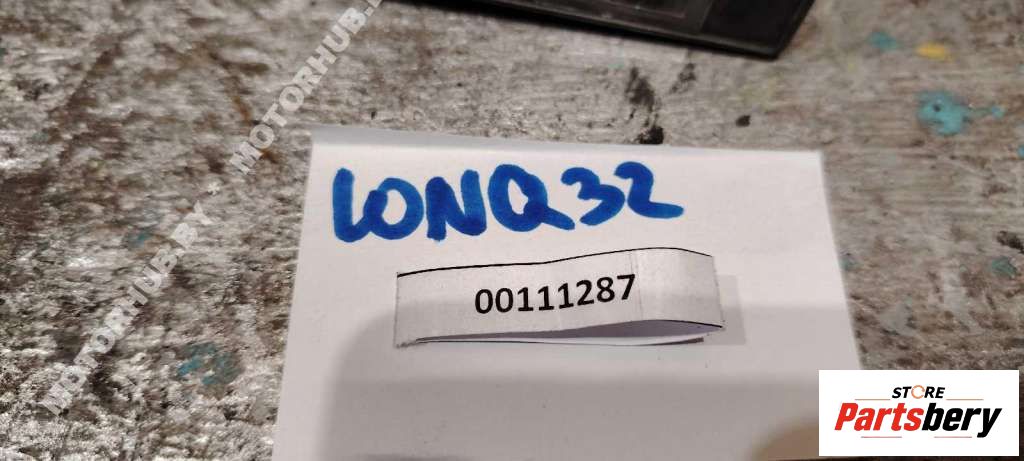 MOTORHUB.BY
MOTORHUB.BY
LONQ32
00111287
STORE
Partsbery